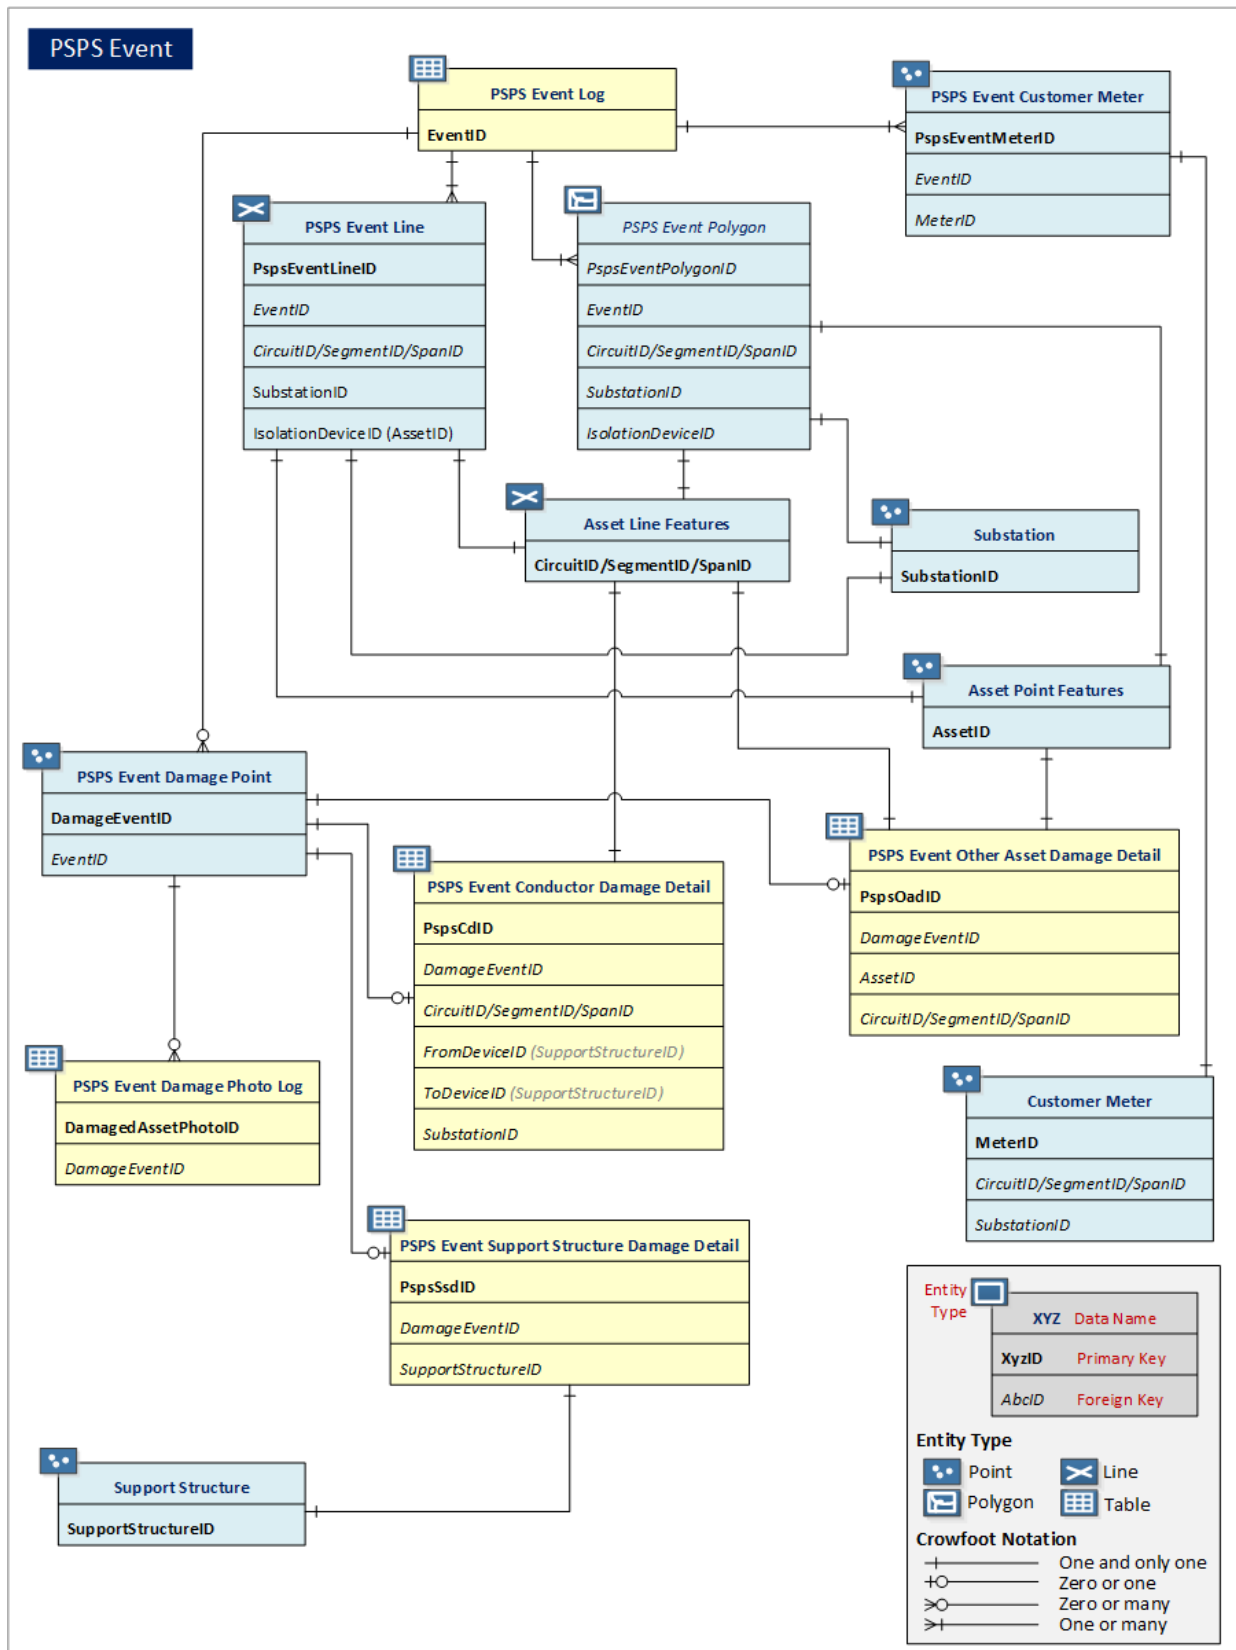 PSPS Event
PSPS Event Log
EventID
PSPS Event Customer Meter
PspsEventMeterID
EventID
MeterID
PSPS Event Line
PspsEventLineID
EventID
CircuitID/SegmentID/SpanID
SubstationID
IsolationDeviceID (AssetID)
PSPS Event Polygon
PspsEventPolygonID
EventID
CircuitID/SegmentID/SpanID
SubstationID
IsolationDeviceID
Asset Line Features
CircuitID/SegmentID/SpanID
Substation
SubstationID
Asset Point Features
AssetID
PSPS Event Damage Point
DamageEventID
EventID
PSPS Event Conductor Damage Detail
PspsCdID
DamageEventID
CircuitID/SegmentID/SpanID
FromDeviceID (SupportStructureID)
ToDeviceID (SupportStructureID)
SubstationID
PSPS Event Other Asset Damage Detail
PspsOadID
DamageEventID
AssetID
CircuitID/SegmentID/SpanID
PSPS Event Damage Photo Log
DamagedAssetPhotoID
DamageEventID
Customer Meter
MeterID
CircuitID/SegmentID/SpanID
SubstationID
PSPS Event Support Structure Damage Detail
PspsSsdID
DamageEventID
SupportStructureID
Support Structure
SupportStructureID
Entity
Type
XYZ Data Name
XyzID Primary Key
AbcID Foreign Key
Entity Type
Point
Line
Polygon
Table
Crowfoot Notation
One and only one
Zero or one
Zero or many
One or many